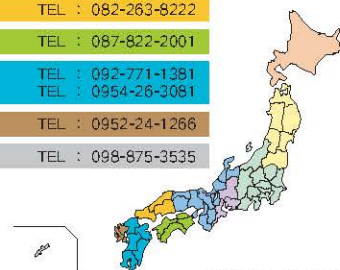 TEL : 082-263-8222
TEL : 087-822-2001
TEL : 092-771-1381
TEL : 0954-26-3081
TEL : 0952-24-1266
TEL : 098-875-3535